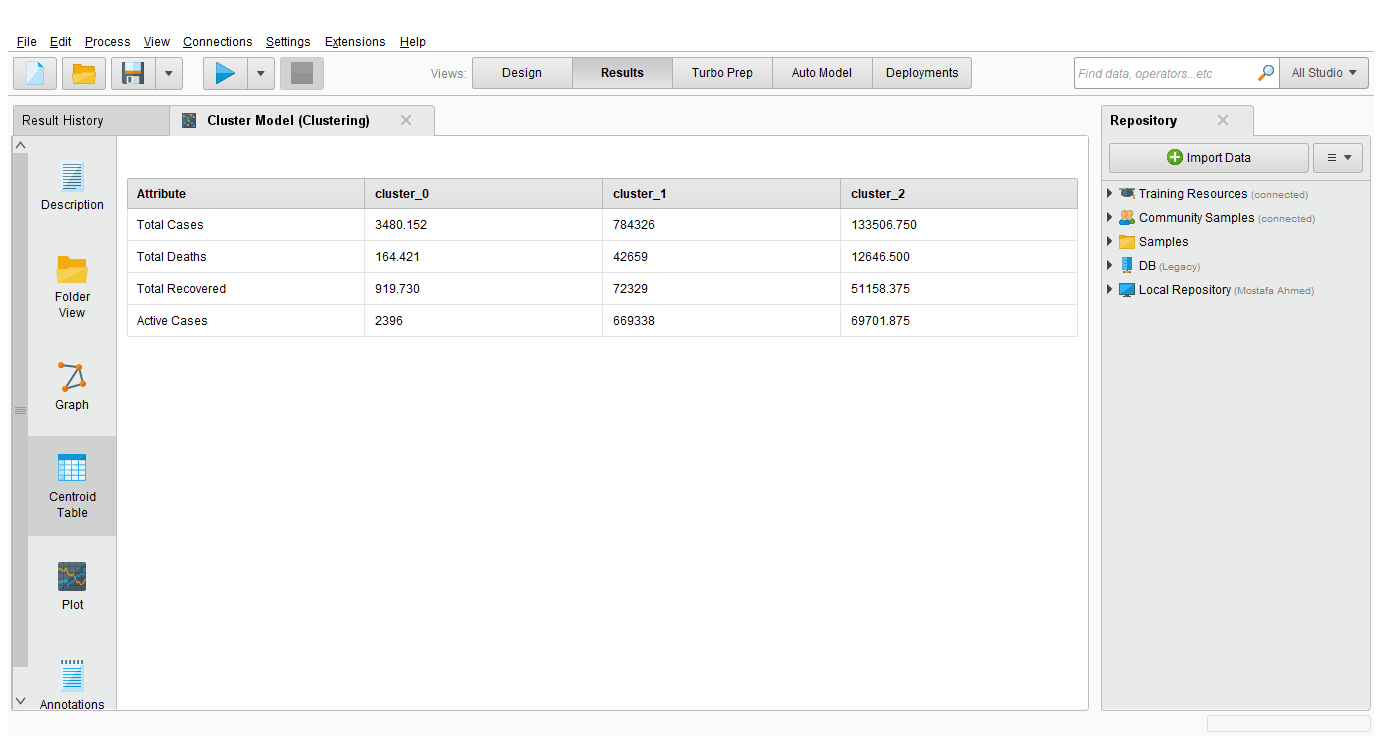 File Edit Process View Connections Settings Extensions Help
Views: Design Results Turbo Prep Auto Model Deployments Find data, operators...etc All Studio
Result History Cluster Model (Clustering) Repository
Import Data
Description
Folder
View
Graph
Centroid
Table
Plot
Annotations
Attribute cluster_0 cluster_1 cluster_2
Total Cases 3480.152 784326 133506.750
Total Deaths 164.421 42659 12646.500
Total Recovered 919.730 72329 51158.375
Active Cases 2396 669338 69701.875
Training Resources (connected)
Community Samples (connected)
Samples
DB (Legacy)
Local Repository (Mostafa Ahmed)